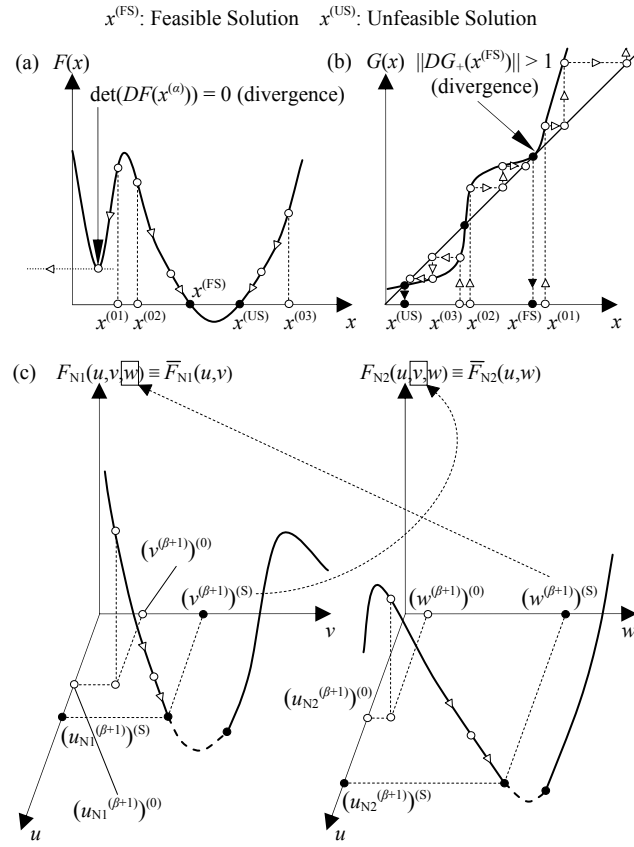 x^(FS): Feasible Solution x^(US): Unfeasible Solution
(a) F(x)
det(DF(x^(α))) = 0 (divergence)
x^(FS)
x^(01) x^(02) x^(US) x^(03) x
(b) G(x) ||DG₊(x^(FS))|| > 1
(divergence)
x^(US) x^(03) x^(02) x^(FS) x^(01) x
(c) F_N1(u,v,w) ≡ F̅_N1(u,v)
(v^(β+1))^(0)
(v^(β+1))^(S)
v
(u_N1^(β+1))^(S)
(u_N1^(β+1))^(0)
u
F_N2(u,v,w) ≡ F̅_N2(u,w)
(w^(β+1))^(0) (w^(β+1))^(S)
w
(u_N2^(β+1))^(0)
(u_N2^(β+1))^(S)
u